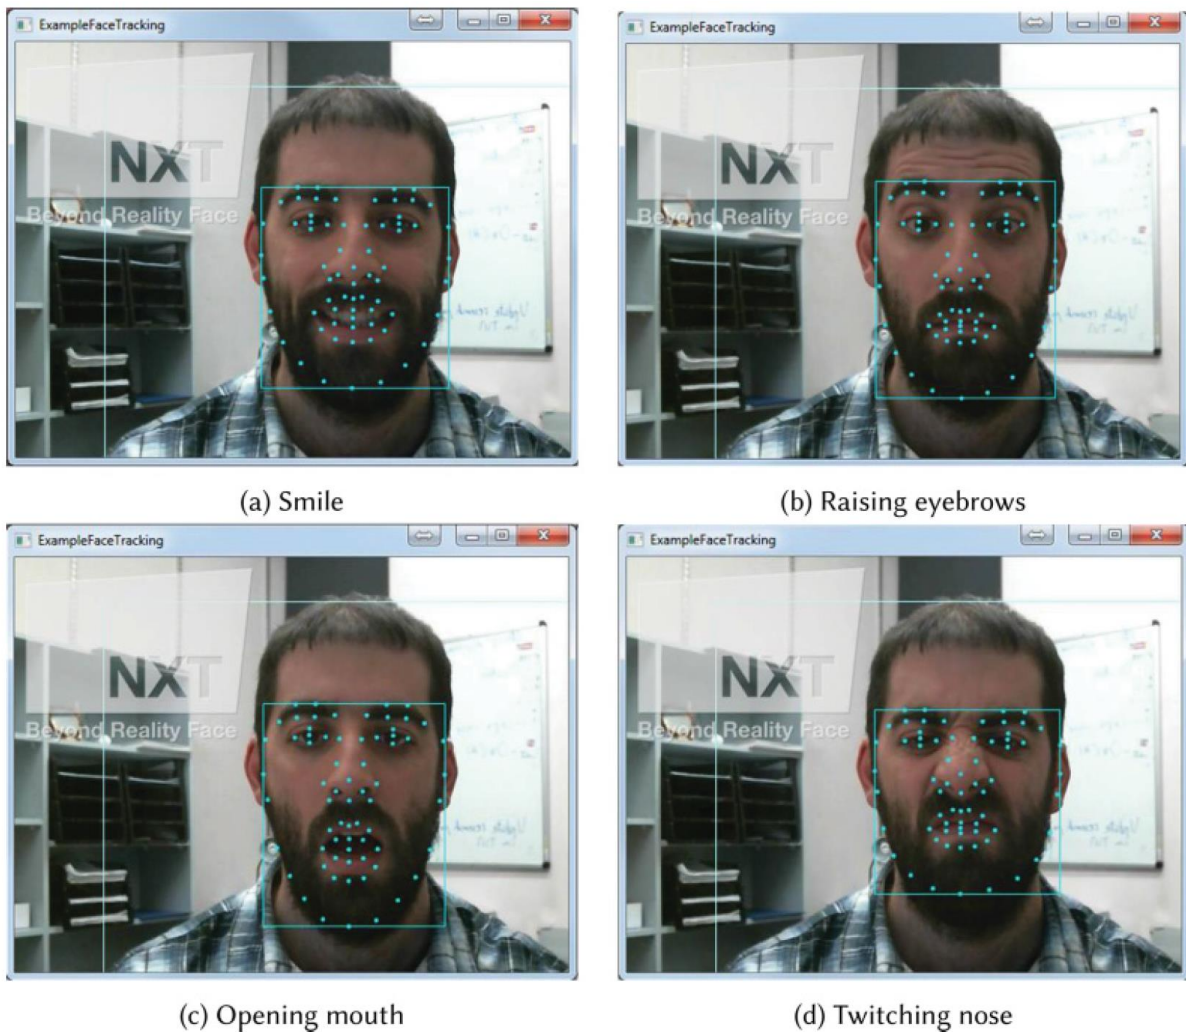 ExampleFaceTracking
NXT
Beyond Reality Face
(a) Smile
ExampleFaceTracking
NXT
Beyond Reality Face
(b) Raising eyebrows
ExampleFaceTracking
NXT
Beyond Reality Face
(c) Opening mouth
ExampleFaceTracking
NXT
Beyond Reality Face
(d) Twitching nose